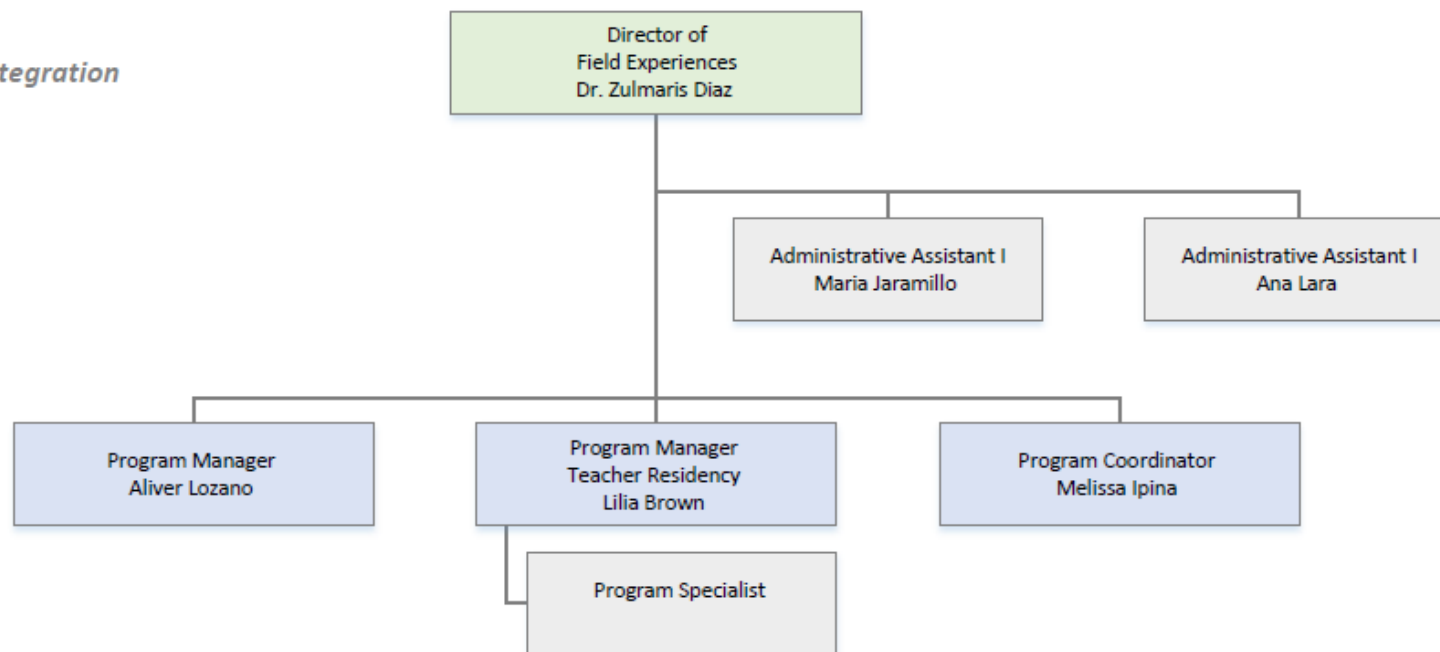 Director of
Field Experiences
Dr. Zulmaris Diaz
tegration
Administrative Assistant I
Maria Jaramillo
Administrative Assistant I
Ana Lara
Program Manager
Aliver Lozano
Program Manager
Teacher Residency
Lilia Brown
Program Coordinator
Melissa Ipina
Program Specialist